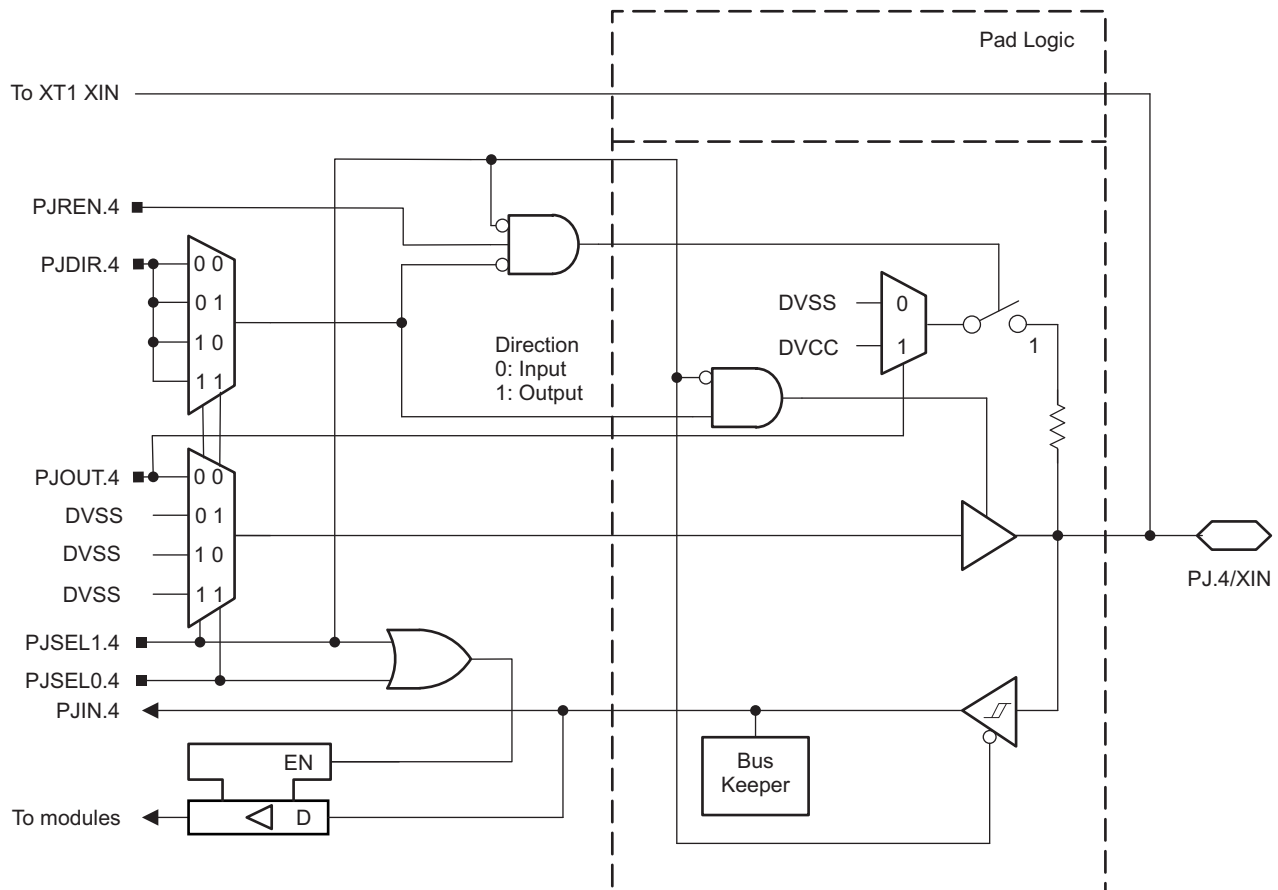 Pad Logic
To XT1 XIN
PJREN.4
PJDIR.4
0 0
0 1
1 0
1 1
Direction
0: Input
1: Output
DVSS
0
DVCC
1
1
PJOUT.4
0 0
DVSS
0 1
DVSS
1 0
DVSS
1 1
PJ.4/XIN
PJSEL1.4
PJSEL0.4
PJIN.4
EN
Bus
Keeper
To modules
D